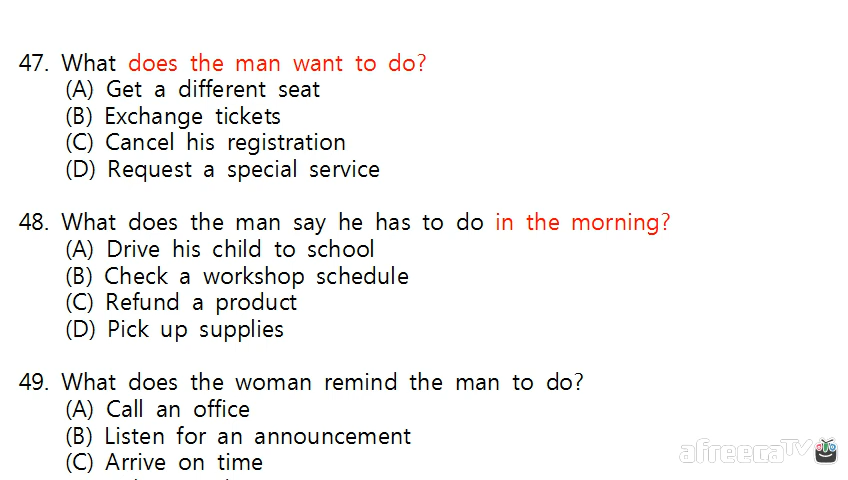 47. What does the man want to do?
(A) Get a different seat
(B) Exchange tickets
(C) Cancel his registration
(D) Request a special service
48. What does the man say he has to do in the morning?
(A) Drive his child to school
(B) Check a workshop schedule
(C) Refund a product
(D) Pick up supplies
49. What does the woman remind the man to do?
(A) Call an office
(B) Listen for an announcement
(C) Arrive on time
afreecaTV